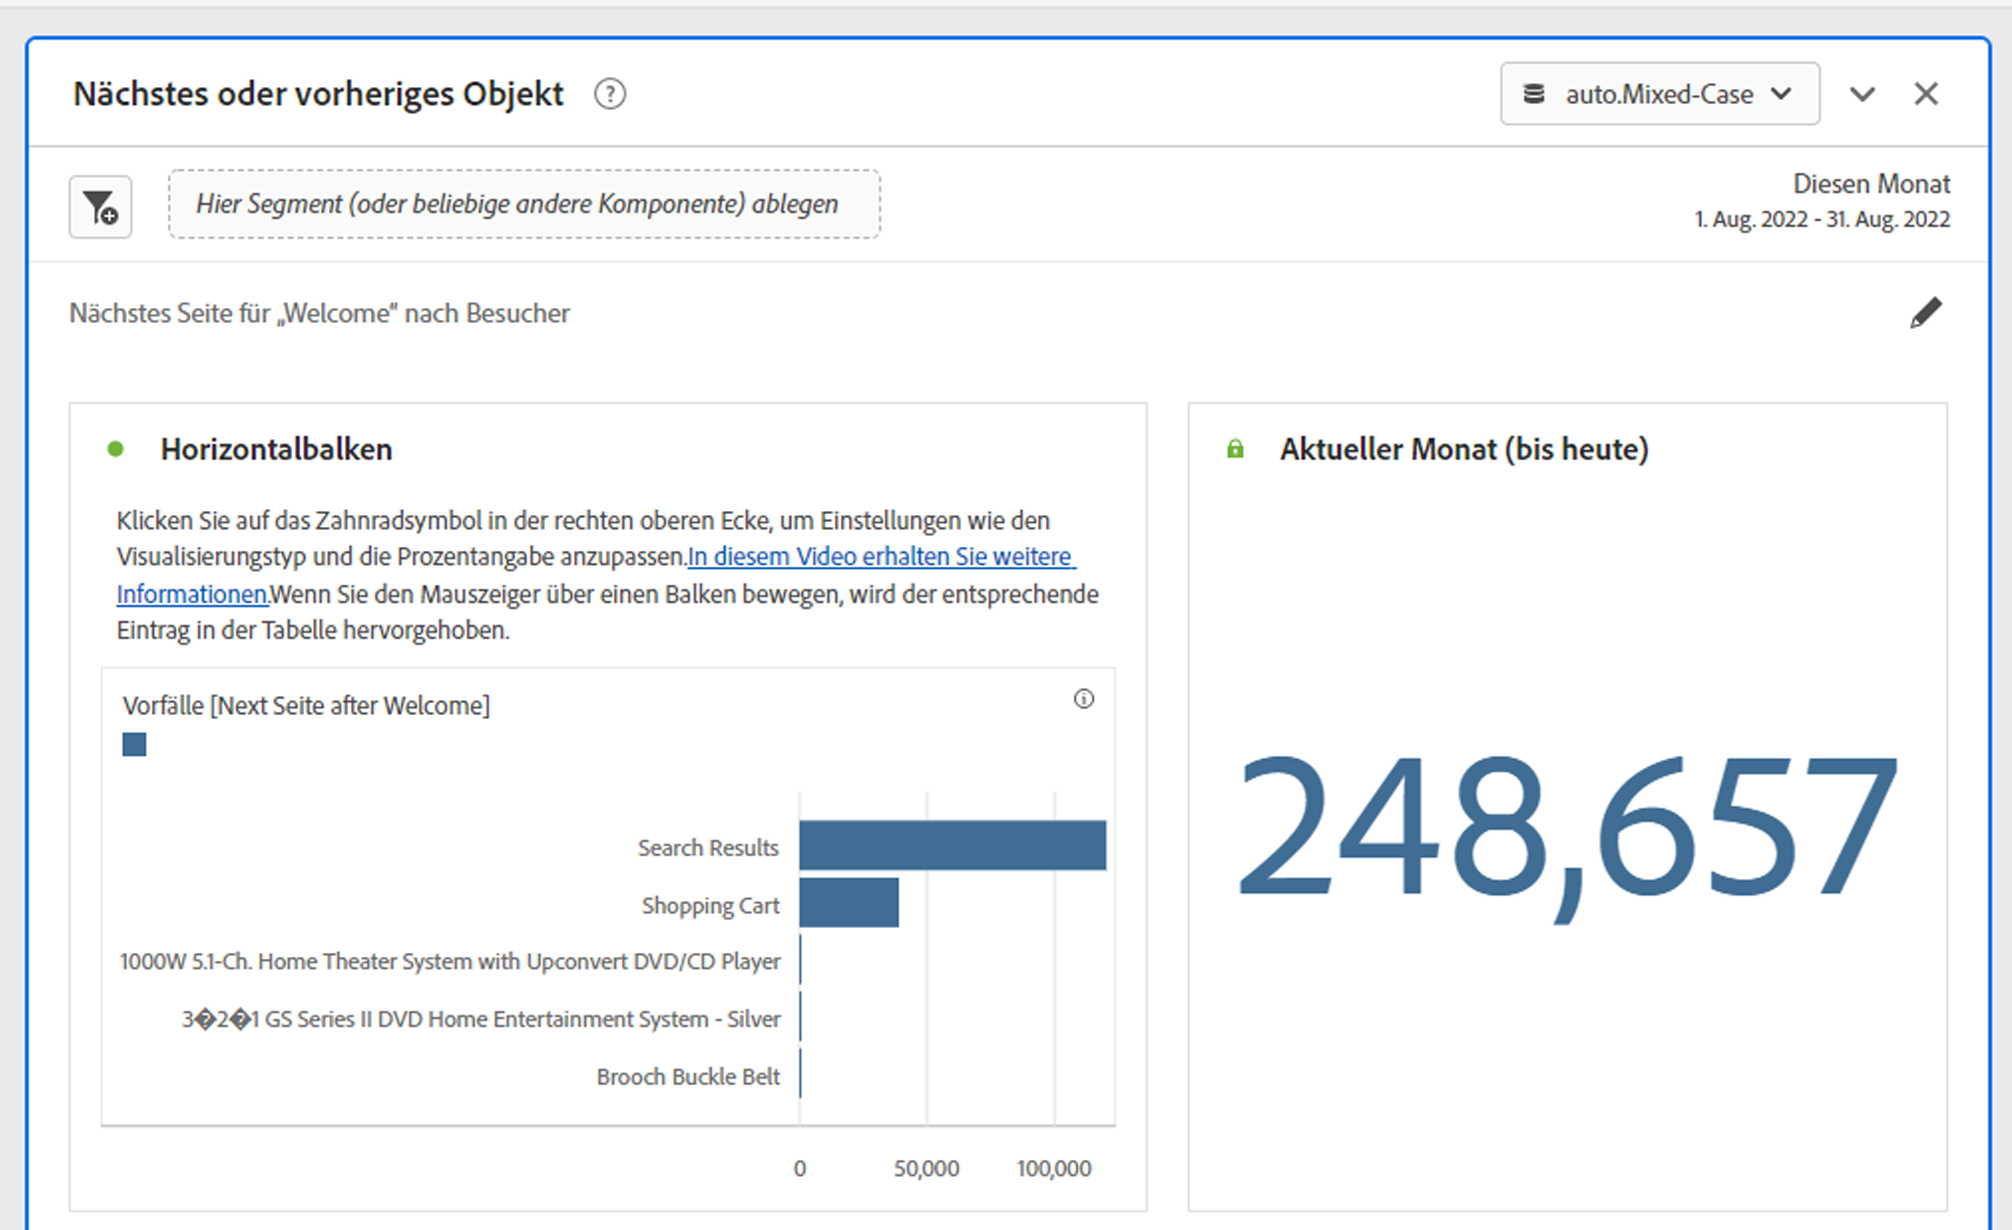 Nächstes oder vorheriges Objekt ?
auto.Mixed-Case
Hier Segment (oder beliebige andere Komponente) ablegen
Diesen Monat
1. Aug. 2022 - 31. Aug. 2022
Nächstes Seite für „Welcome“ nach Besucher
Horizontalbalken
Klicken Sie auf das Zahnradsymbol in der rechten oberen Ecke, um Einstellungen wie den
Visualisierungstyp und die Prozentangabe anzupassen.In diesem Video erhalten Sie weitere
Informationen.Wenn Sie den Mauszeiger über einen Balken bewegen, wird der entsprechende
Eintrag in der Tabelle hervorgehoben.
Vorfälle [Next Seite after Welcome]
Search Results
Shopping Cart
1000W 5.1-Ch. Home Theater System with Upconvert DVD/CD Player
3�2�1 GS Series II DVD Home Entertainment System - Silver
Brooch Buckle Belt
0 50,000 100,000
Aktueller Monat (bis heute)
248,657